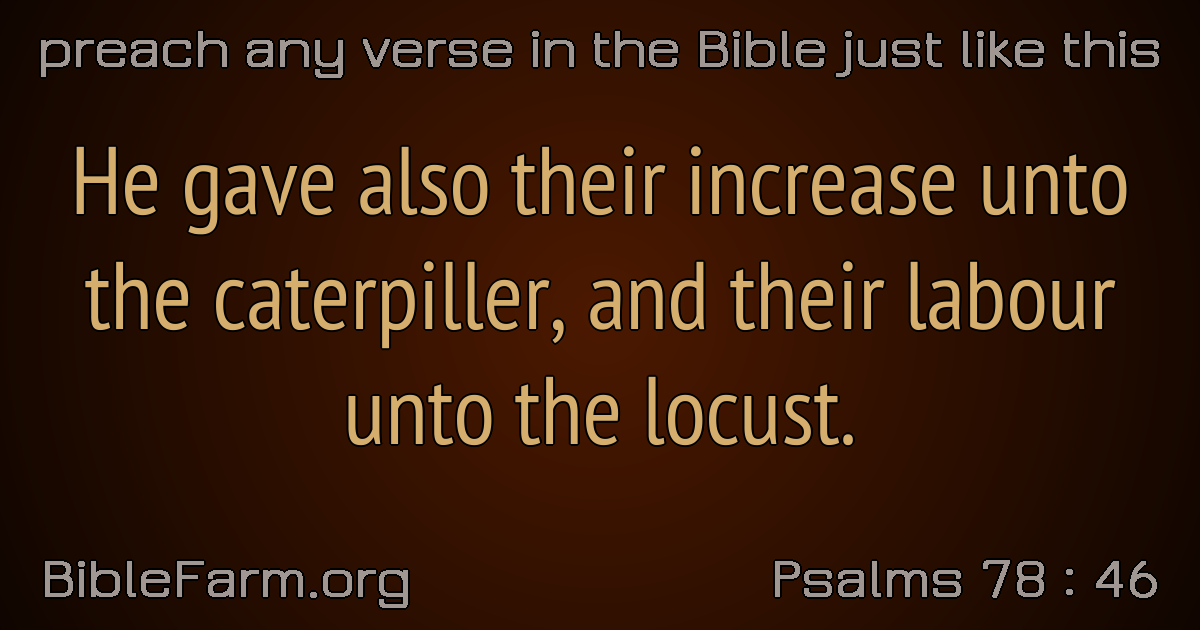 preach any verse in the Bible just like this
He gave also their increase unto
the caterpiller, and their labour
unto the locust.
BibleFarm.org
Psalms 78 : 46